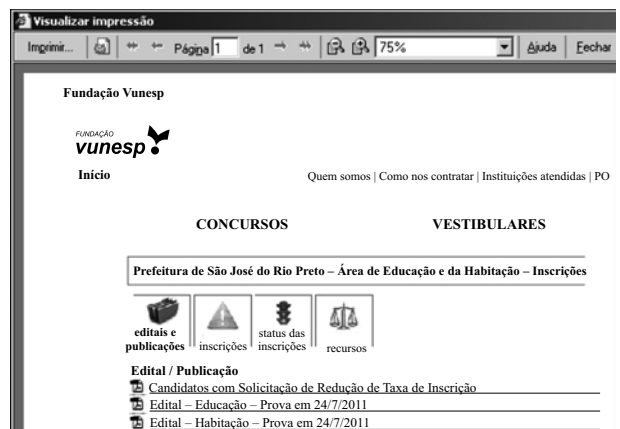 Visualizar impressão
Imprimir... Página 1 de 1 75% Ajuda Fechar
Fundação Vunesp
FUNDAÇÃO
vunesp
Início Quem somos | Como nos contratar | Instituições atendidas | PO
CONCURSOS VESTIBULARES
Prefeitura de São José do Rio Preto – Área de Educação e da Habitação – Inscrições
editais e publicações
inscrições
status das inscrições
recursos
Edital / Publicação
Candidatos com Solicitação de Redução de Taxa de Inscrição
Edital – Educação – Prova em 24/7/2011
Edital – Habitação – Prova em 24/7/2011